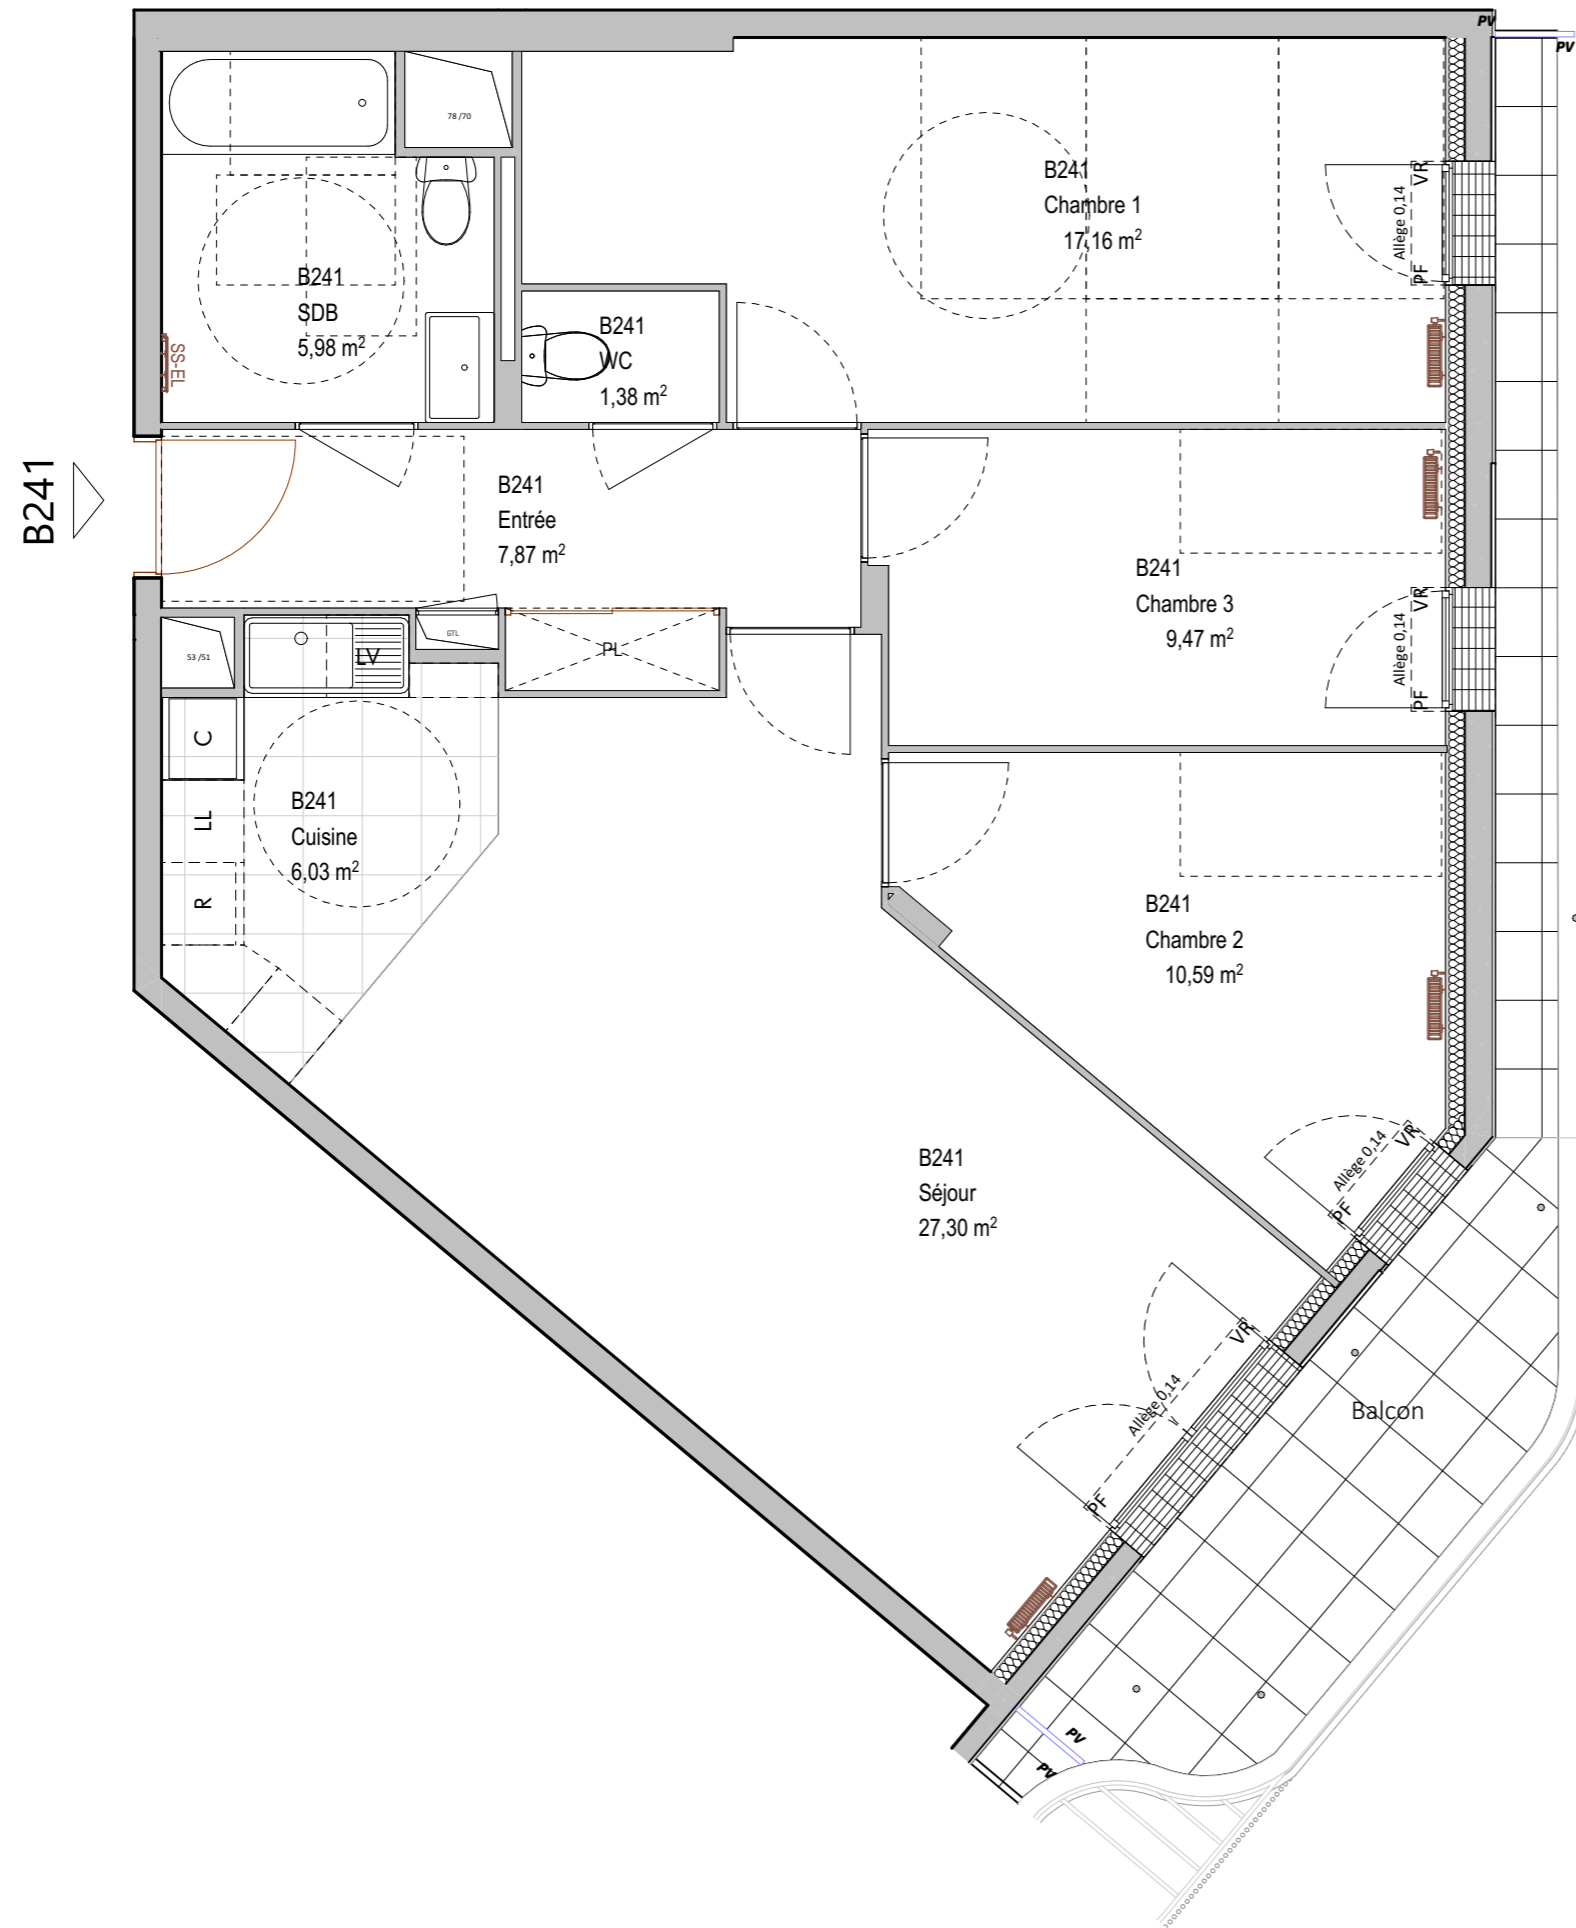 PV
PV
78 /70
B241
Chambre 1
17,16 m²
VR
Allège 0,14
PF
B241
SDB
5,98 m²
SS-EL
B241
WC
1,38 m²
B241
B241
Entrée
7,87 m²
B241
Chambre 3
9,47 m²
VR
Allège 0,14
PF
53 /51
LV
GTL
PL
C
LL
R
B241
Cuisine
6,03 m²
B241
Chambre 2
10,59 m²
VR
Allège 0,14
PF
B241
Séjour
27,30 m²
VR
Allège 0,14
PF
Balcon
PV
PV